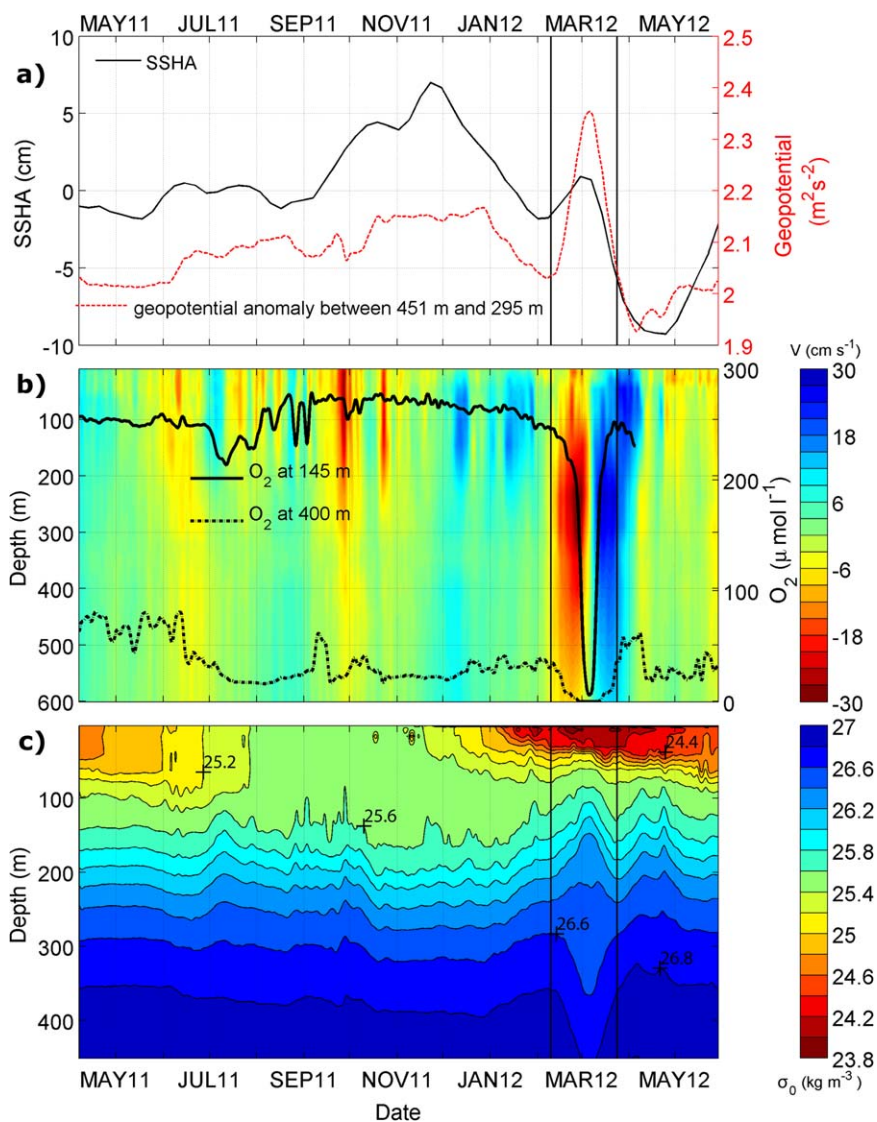 MAY11 JUL11 SEP11 NOV11 JAN12 MAR12 MAY12
a)
10
5
0
-5
-10
SSHA (cm)
SSHA
geopotential anomaly between 451 m and 295 m
2.5
2.4
2.3
2.2
2.1
2
1.9
Geopotential
(m² s⁻²)
b)
100
200
300
400
500
600
Depth (m)
O₂ at 145 m
O₂ at 400 m
300
200
100
0
O₂ (μ mol l⁻¹)
V (cm s⁻¹)
30
18
6
-6
-18
-30
c)
100
200
300
400
Depth (m)
25.2
25.6
26.6
24.4
26.8
27
26.6
26.2
25.8
25.4
25
24.6
24.2
23.8
σ₀ (kg m⁻³)
MAY11 JUL11 SEP11 NOV11 JAN12 MAR12 MAY12
Date